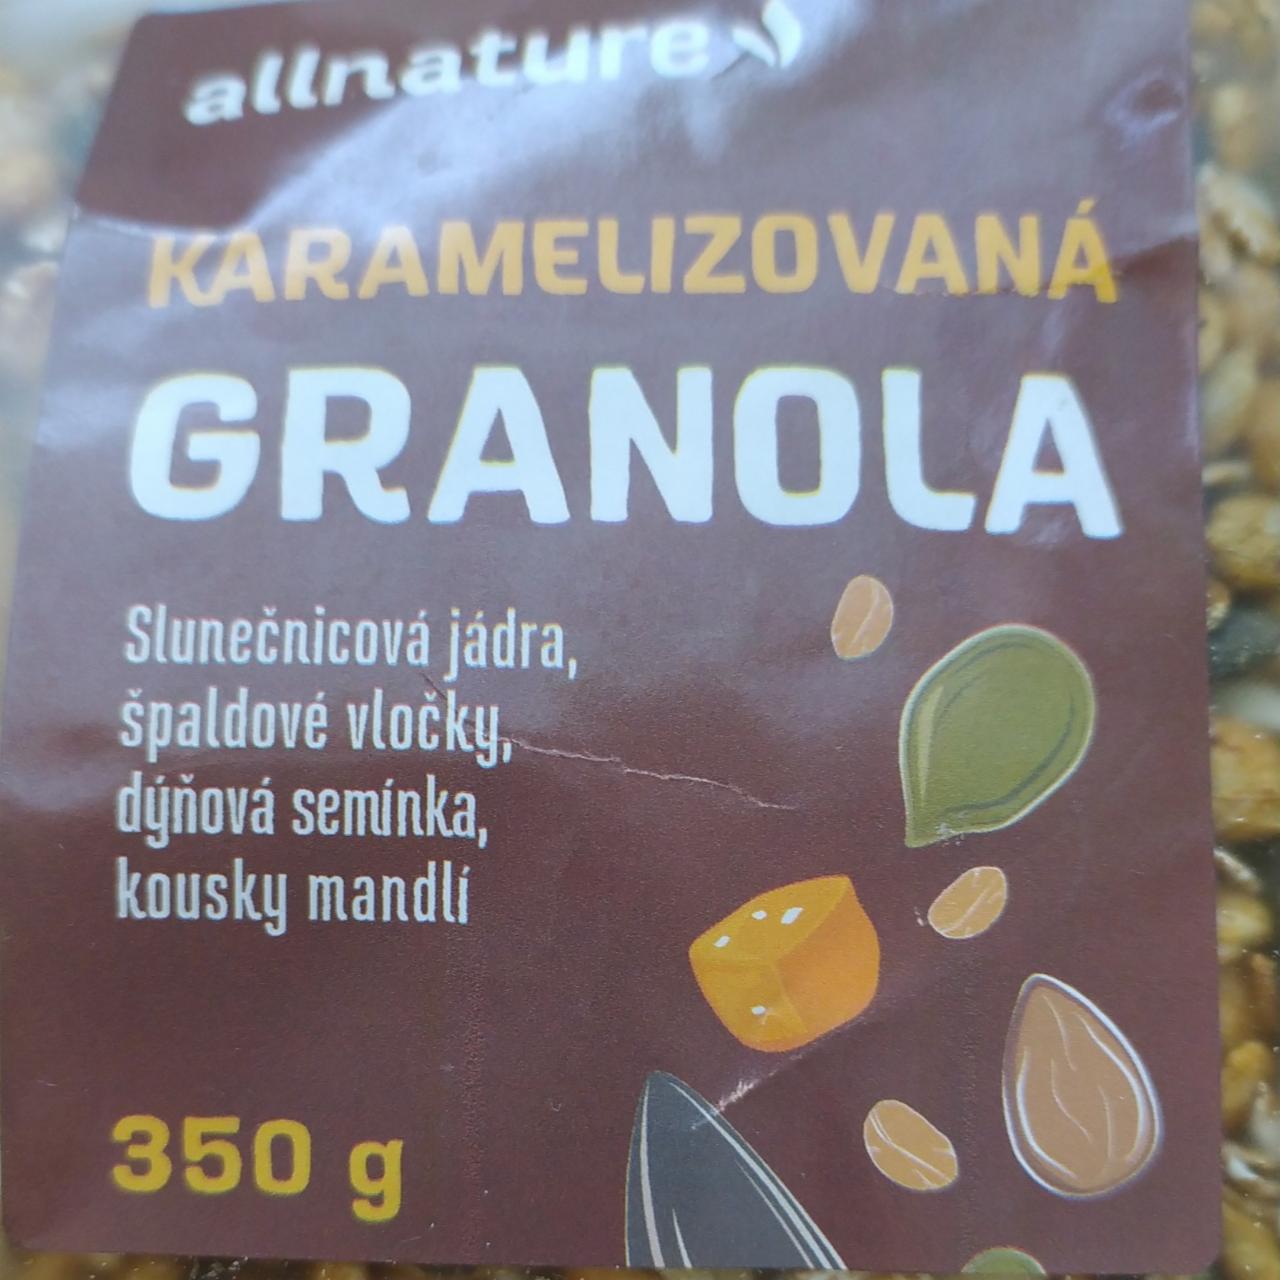 allnature
KARAMELIZOVANÁ
GRANOLA
Slunečnicová jádra,
špaldové vločky,
dýňová semínka,
kousky mandlí
350 g